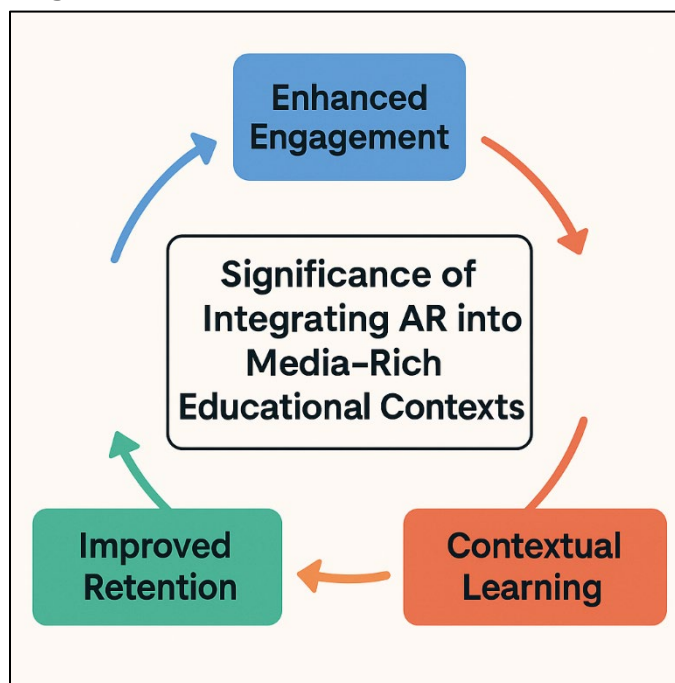 Enhanced
Engagement
Significance of
Integrating AR into
Media-Rich
Educational Contexts
Improved
Retention
Contextual
Learning